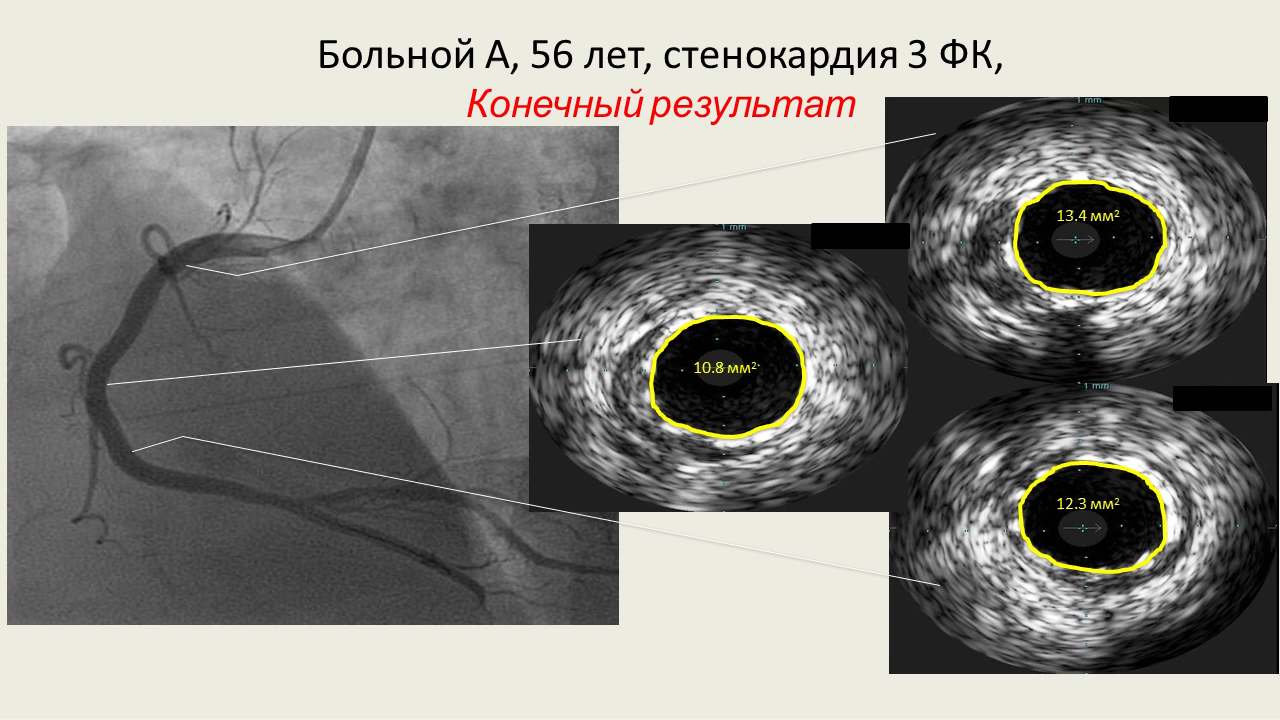 Больной А, 56 лет, стенокардия 3 ФК,
Конечный результат
1 mm
13.4 мм²
1 mm
10.8 мм²
1 mm
12.3 мм²